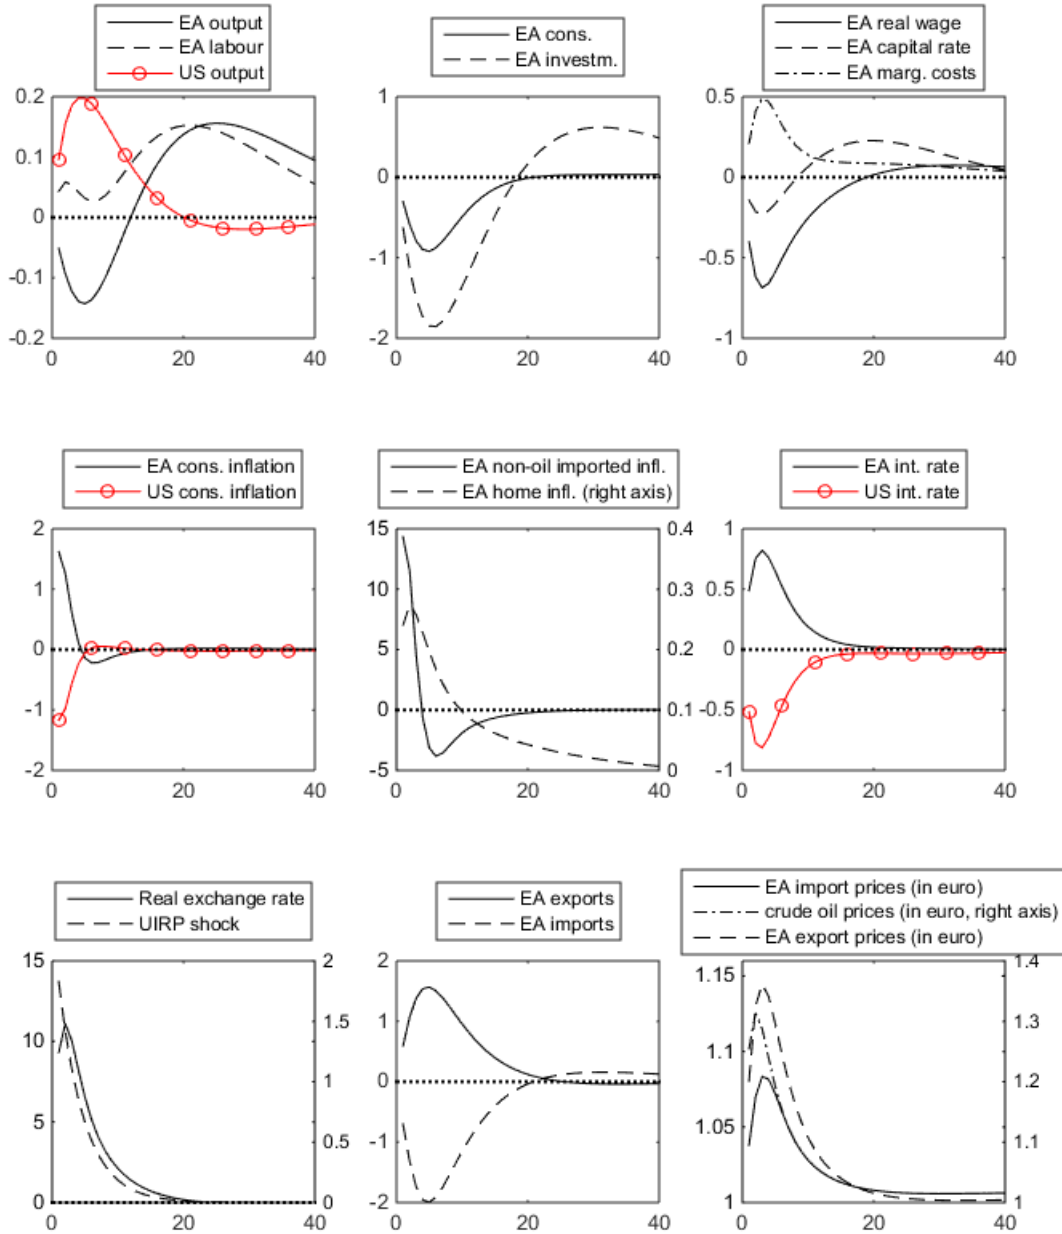 EA output
EA labour
US output
EA cons.
EA investm.
EA real wage
EA capital rate
EA marg. costs
0.2
0.1
0
-0.1
-0.2
0 20 40
1
0
-1
-2
0 20 40
0.5
0
-0.5
-1
0 20 40
EA cons. inflation
US cons. inflation
EA non-oil imported infl.
EA home infl. (right axis)
EA int. rate
US int. rate
2
1
0
-1
-2
0 20 40
15
10
5
0
-5
0.4
0.3
0.2
0.1
0
0 20 40
1
0.5
0
-0.5
-1
0 20 40
Real exchange rate
UIRP shock
EA exports
EA imports
EA import prices (in euro)
crude oil prices (in euro, right axis)
EA export prices (in euro)
15
10
5
0
2
1.5
1
0.5
0
0 20 40
2
1
0
-1
-2
0 20 40
1.15
1.1
1.05
1
1.4
1.3
1.2
1.1
1
0 20 40